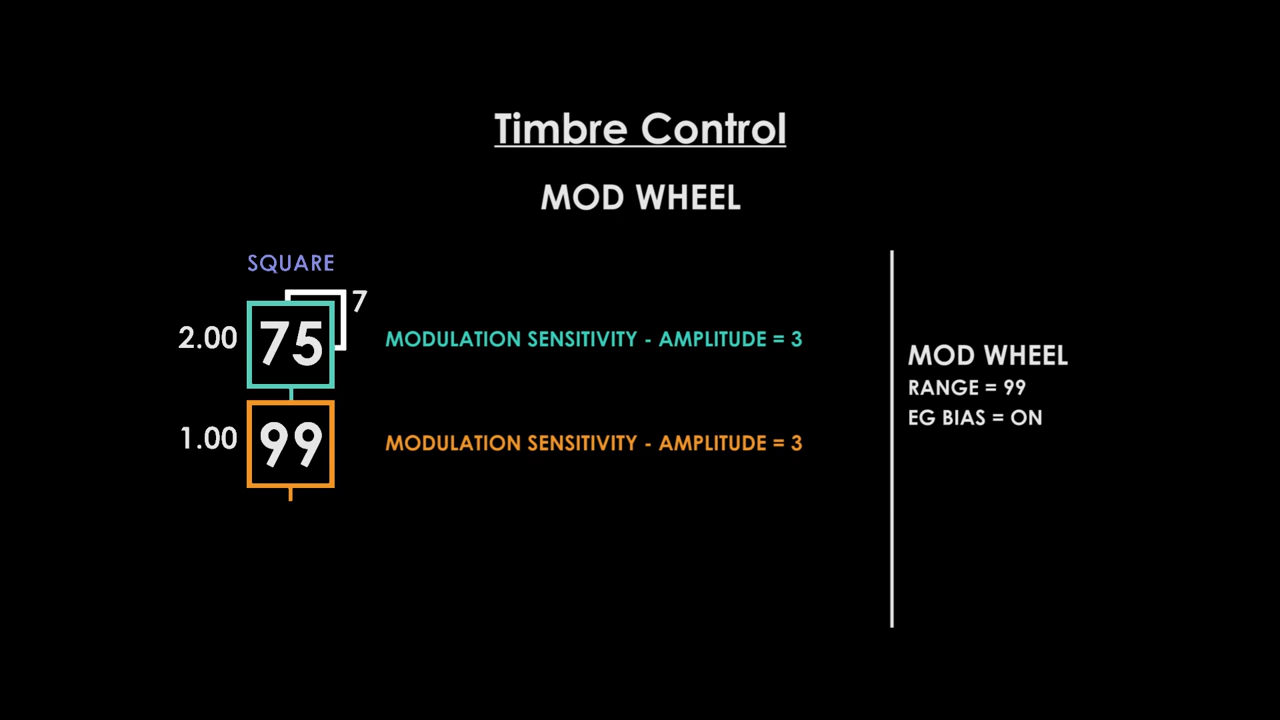 Timbre Control
MOD WHEEL
SQUARE
7
2.00 75 MODULATION SENSITIVITY - AMPLITUDE = 3
1.00 99 MODULATION SENSITIVITY - AMPLITUDE = 3
MOD WHEEL
RANGE = 99
EG BIAS = ON